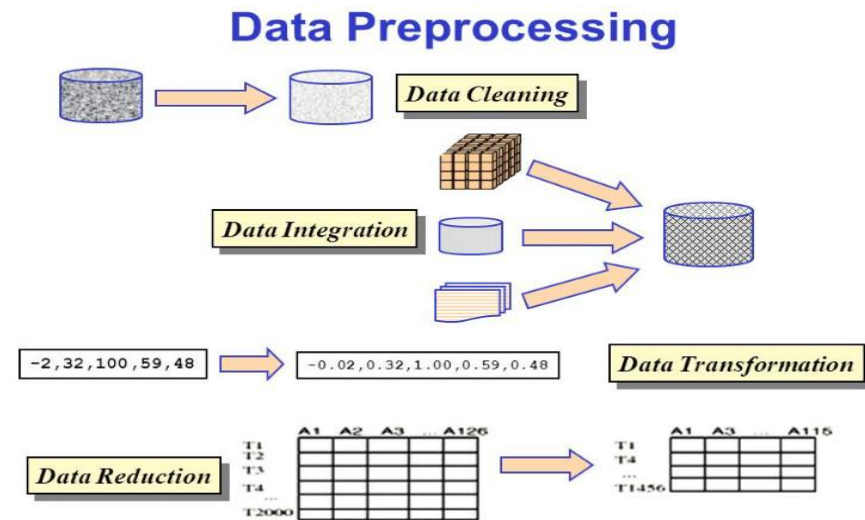 Data Preprocessing
Data Cleaning
Data Integration
-2,32,100,59,48
-0.02,0.32,1.00,0.59,0.48
Data Transformation
Data Reduction
A1 A2 A3 ... A126
T1
T2
T3
T4
...
T2000
A1 A3 ... A115
T1
T4
...
T1456